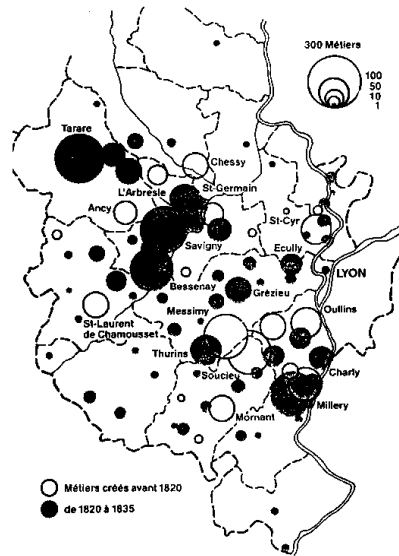 300 Métiers
100
50
10
1
Tarare
Chessy
L'Arbresle
St-Germain
Ancy
St-Cyr
Savigny
Ecully
LYON
Bessenay
Grézieu
Messimy
St-Laurent
de Chamousset
Oullins
Thurins
Soucieu
Charly
Millery
Mornant
Métiers créés avant 1820
de 1820 à 1835